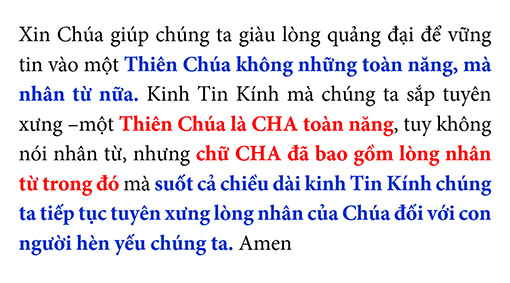 Xin Chúa giúp chúng ta giàu lòng quảng đại để vững
tin vào một Thiên Chúa không những toàn năng, mà
nhân từ nữa. Kinh Tin Kính mà chúng ta sắp tuyên
xưng –một Thiên Chúa là CHA toàn năng, tuy không
nói nhân từ, nhưng chữ CHA đã bao gồm lòng nhân
từ trong đó mà suốt cả chiều dài kinh Tin Kính chúng
ta tiếp tục tuyên xưng lòng nhân của Chúa đối với con
người hèn yếu chúng ta. Amen